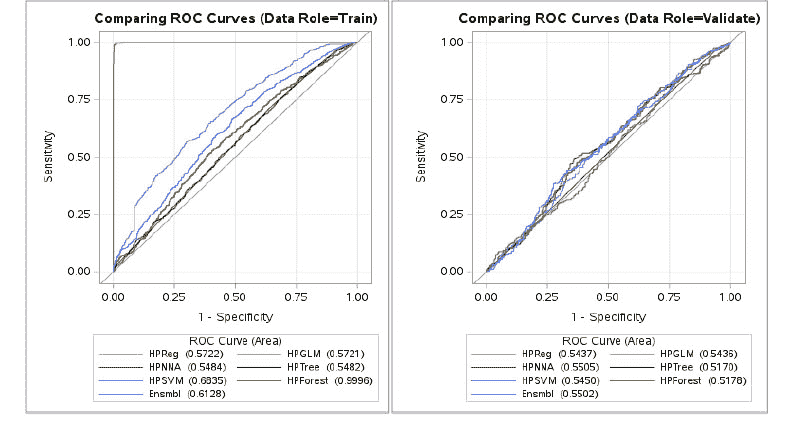 Comparing ROC Curves (Data Role=Train)
1.00
0.75
0.50
0.25
0.00
Sensitivity
0.00 0.25 0.50 0.75 1.00
1 - Specificity
ROC Curve (Area)
HPReg (0.5722) HPGLM (0.5721)
HPNNA (0.5484) HPTree (0.5482)
HPSVM (0.6835) HPForest (0.9996)
Ensmbl (0.6128)
Comparing ROC Curves (Data Role=Validate)
1.00
0.75
0.50
0.25
0.00
Sensitivity
0.00 0.25 0.50 0.75 1.00
1 - Specificity
ROC Curve (Area)
HPReg (0.5437) HPGLM (0.5436)
HPNNA (0.5505) HPTree (0.5170)
HPSVM (0.5450) HPForest (0.5178)
Ensmbl (0.5502)